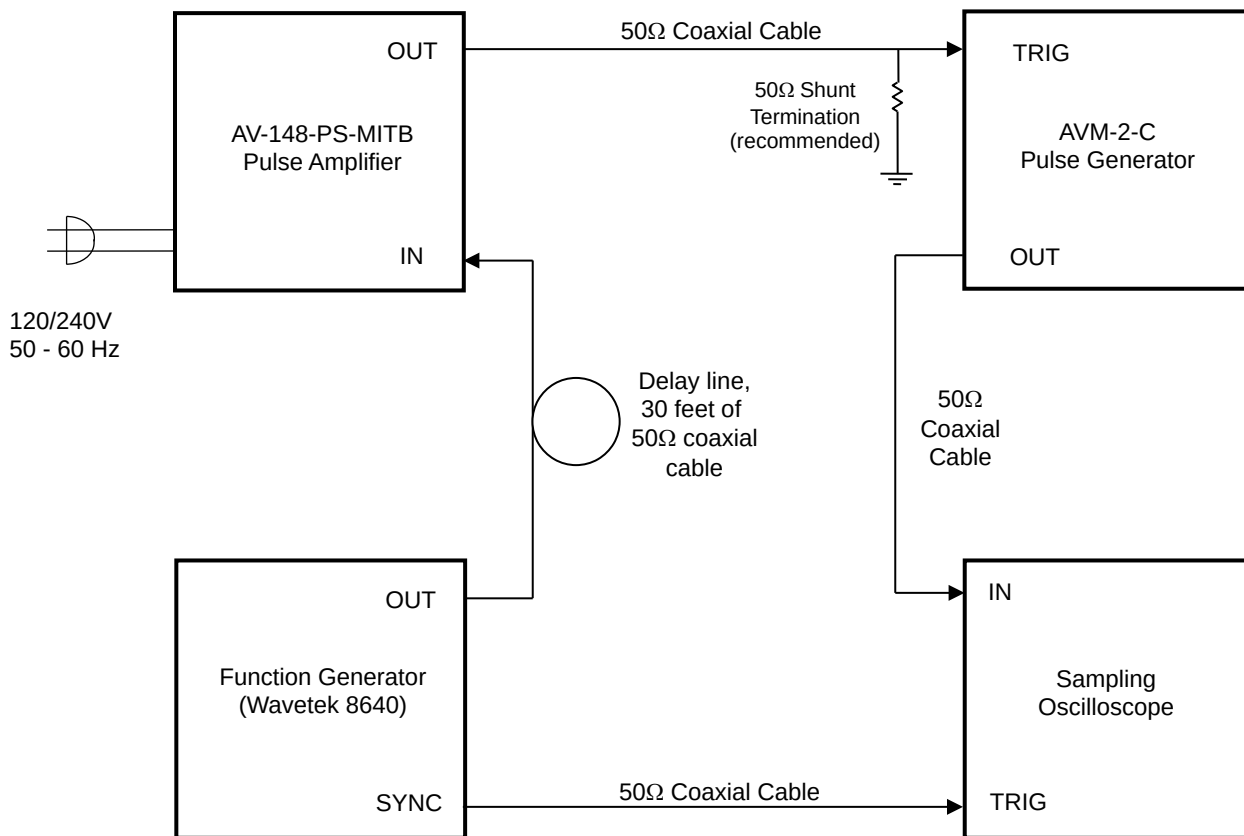 50Ω Coaxial Cable
OUT
TRIG
50Ω Shunt
Termination
(recommended)
AV-148-PS-MITB
Pulse Amplifier
AVM-2-C
Pulse Generator
IN
OUT
120/240V
50 - 60 Hz
Delay line,
30 feet of
50Ω coaxial
cable
50Ω
Coaxial
Cable
OUT
IN
Function Generator
(Wavetek 8640)
Sampling
Oscilloscope
SYNC
50Ω Coaxial Cable
TRIG